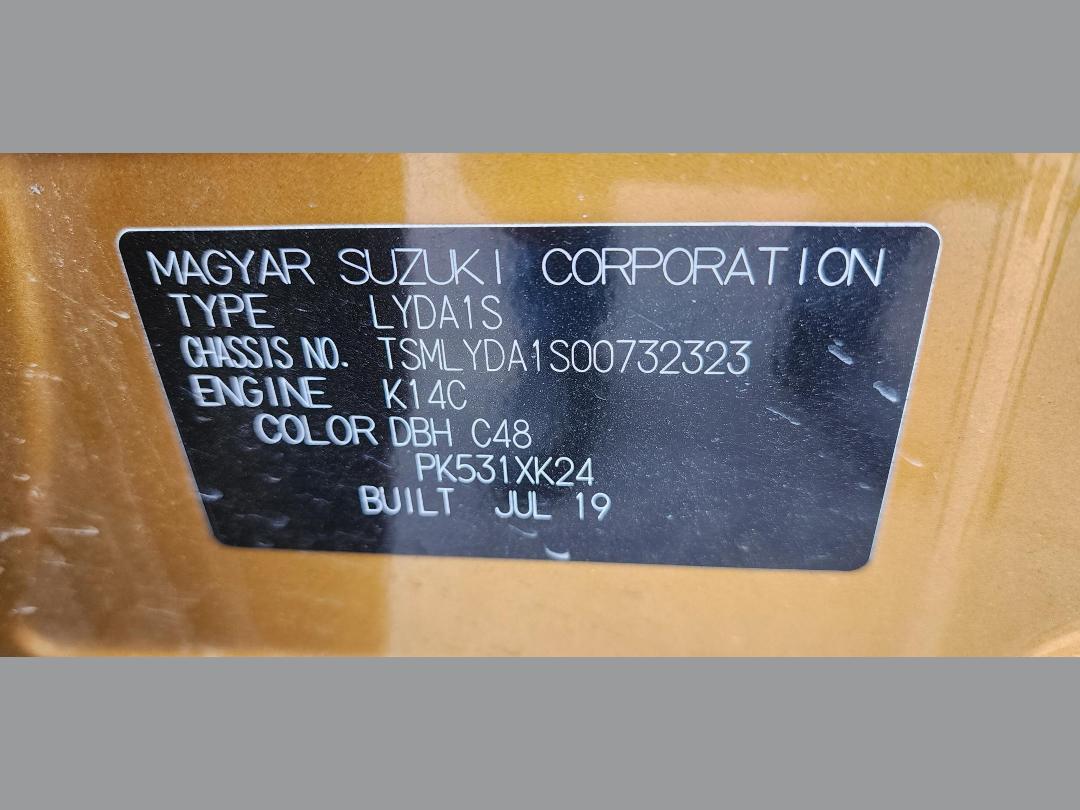 MAGYAR SUZUKI CORPORATION
TYPE LYDA1S
CHASSIS NO. TSMLYDA1S00732323
ENGINE K14C
COLOR DBH C48
PK531XK24
BUILT JUL 19